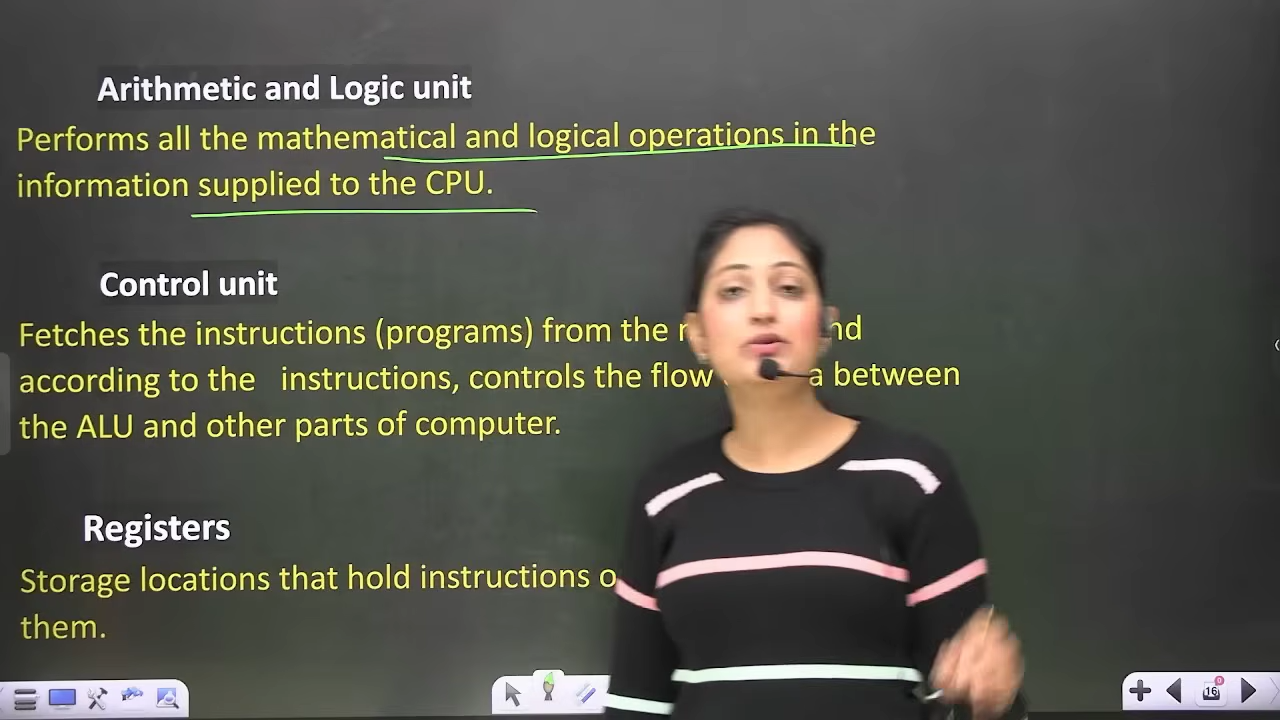 Arithmetic and Logic unit
Performs all the mathematical and logical operations in the
information supplied to the CPU.
Control unit
Fetches the instructions (programs) from the
according to the instructions, controls the flow between
the ALU and other parts of computer.
Registers
Storage locations that hold instructions
them.
16